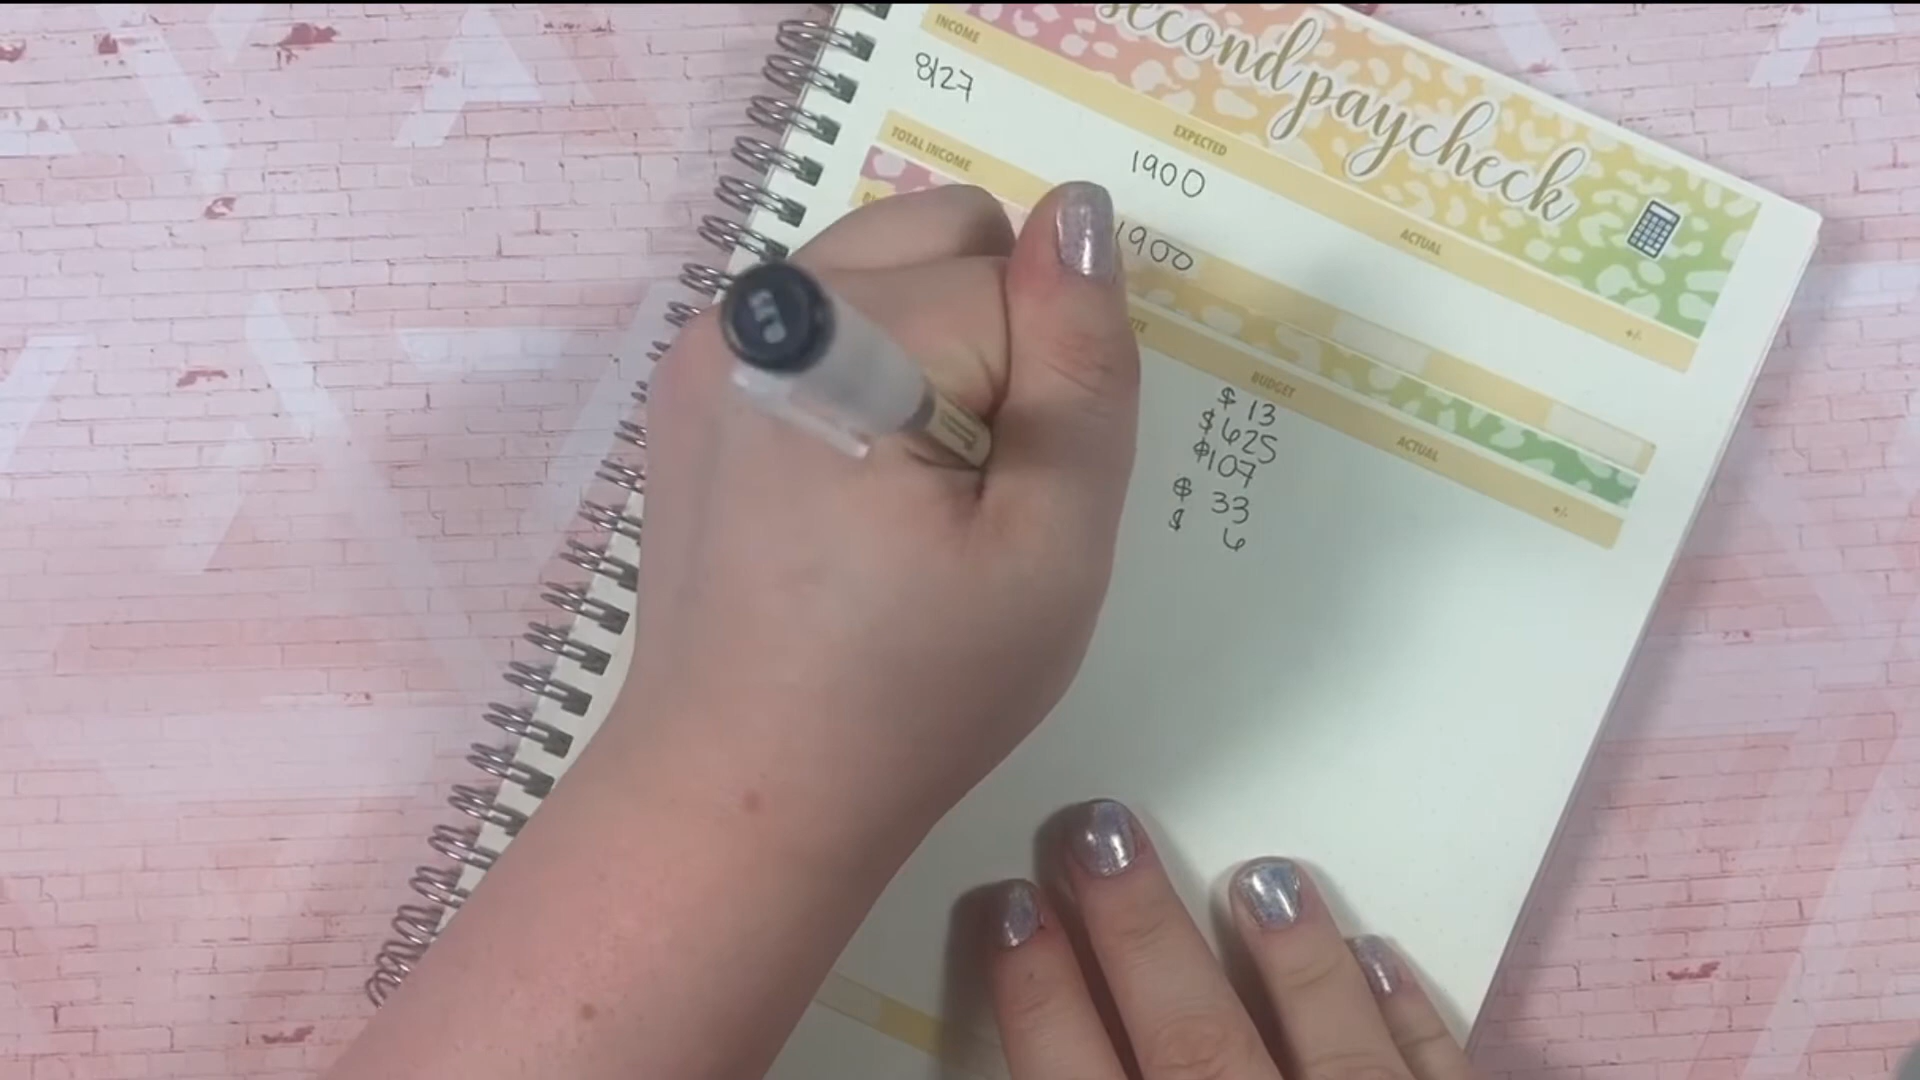 second paycheck
INCOME
EXPECTED
ACTUAL
+/-
8/27
1900
TOTAL INCOME
1900
BUDGET
ACTUAL
+/-
$ 13
$625
$107
$ 33
$ 6